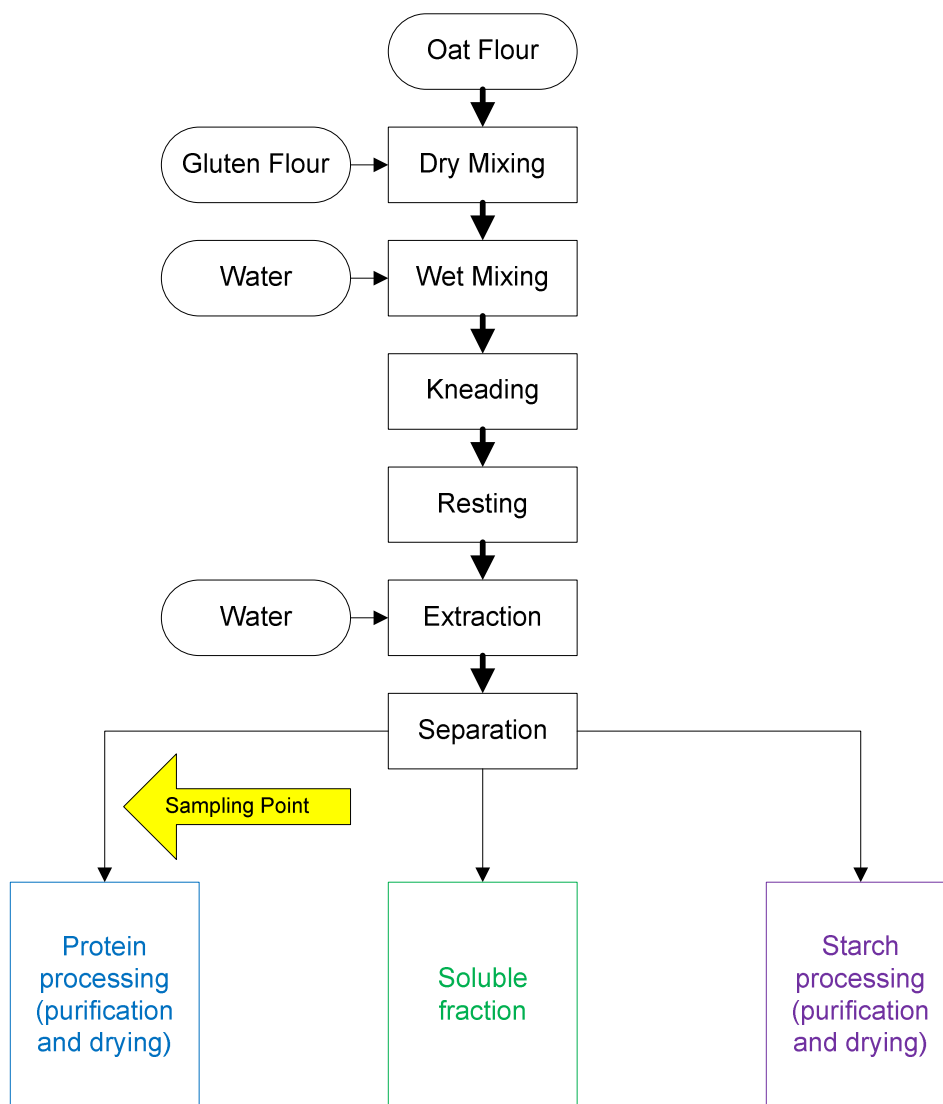 Oat Flour
Gluten Flour
Dry Mixing
Water
Wet Mixing
Kneading
Resting
Water
Extraction
Separation
Sampling Point
Protein
processing
(purification
and drying)
Soluble
fraction
Starch
processing
(purification
and drying)